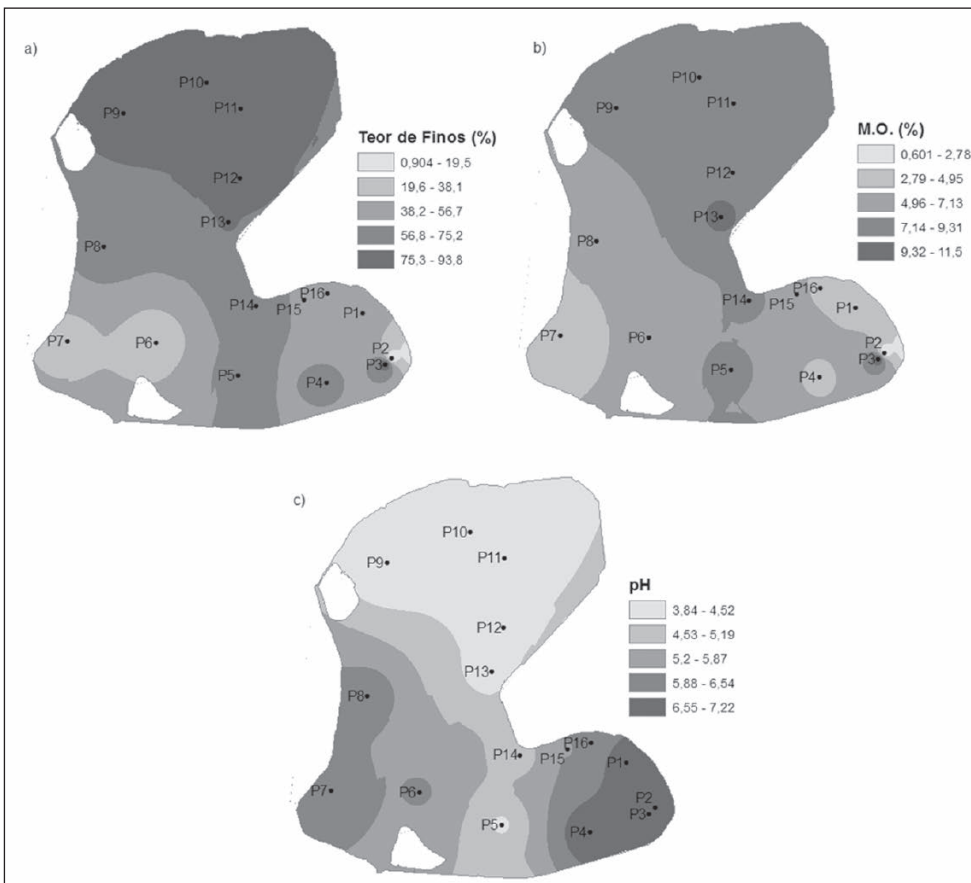 a)
P10
P9
P11
P12
P13
P8
P14
P15
P16
P1
P7
P6
P2
P3
P5
P4
Teor de Finos (%)
0,904 - 19,5
19,6 - 38,1
38,2 - 56,7
56,8 - 75,2
75,3 - 93,8
b)
P10
P9
P11
P12
P13
P8
P14
P15
P16
P1
P7
P6
P2
P3
P5
P4
M.O. (%)
0,601 - 2,78
2,79 - 4,95
4,96 - 7,13
7,14 - 9,31
9,32 - 11,5
c)
P10
P9
P11
P12
P13
P8
P14
P15
P16
P1
P7
P6
P2
P3
P5
P4
pH
3,84 - 4,52
4,53 - 5,19
5,2 - 5,87
5,88 - 6,54
6,55 - 7,22